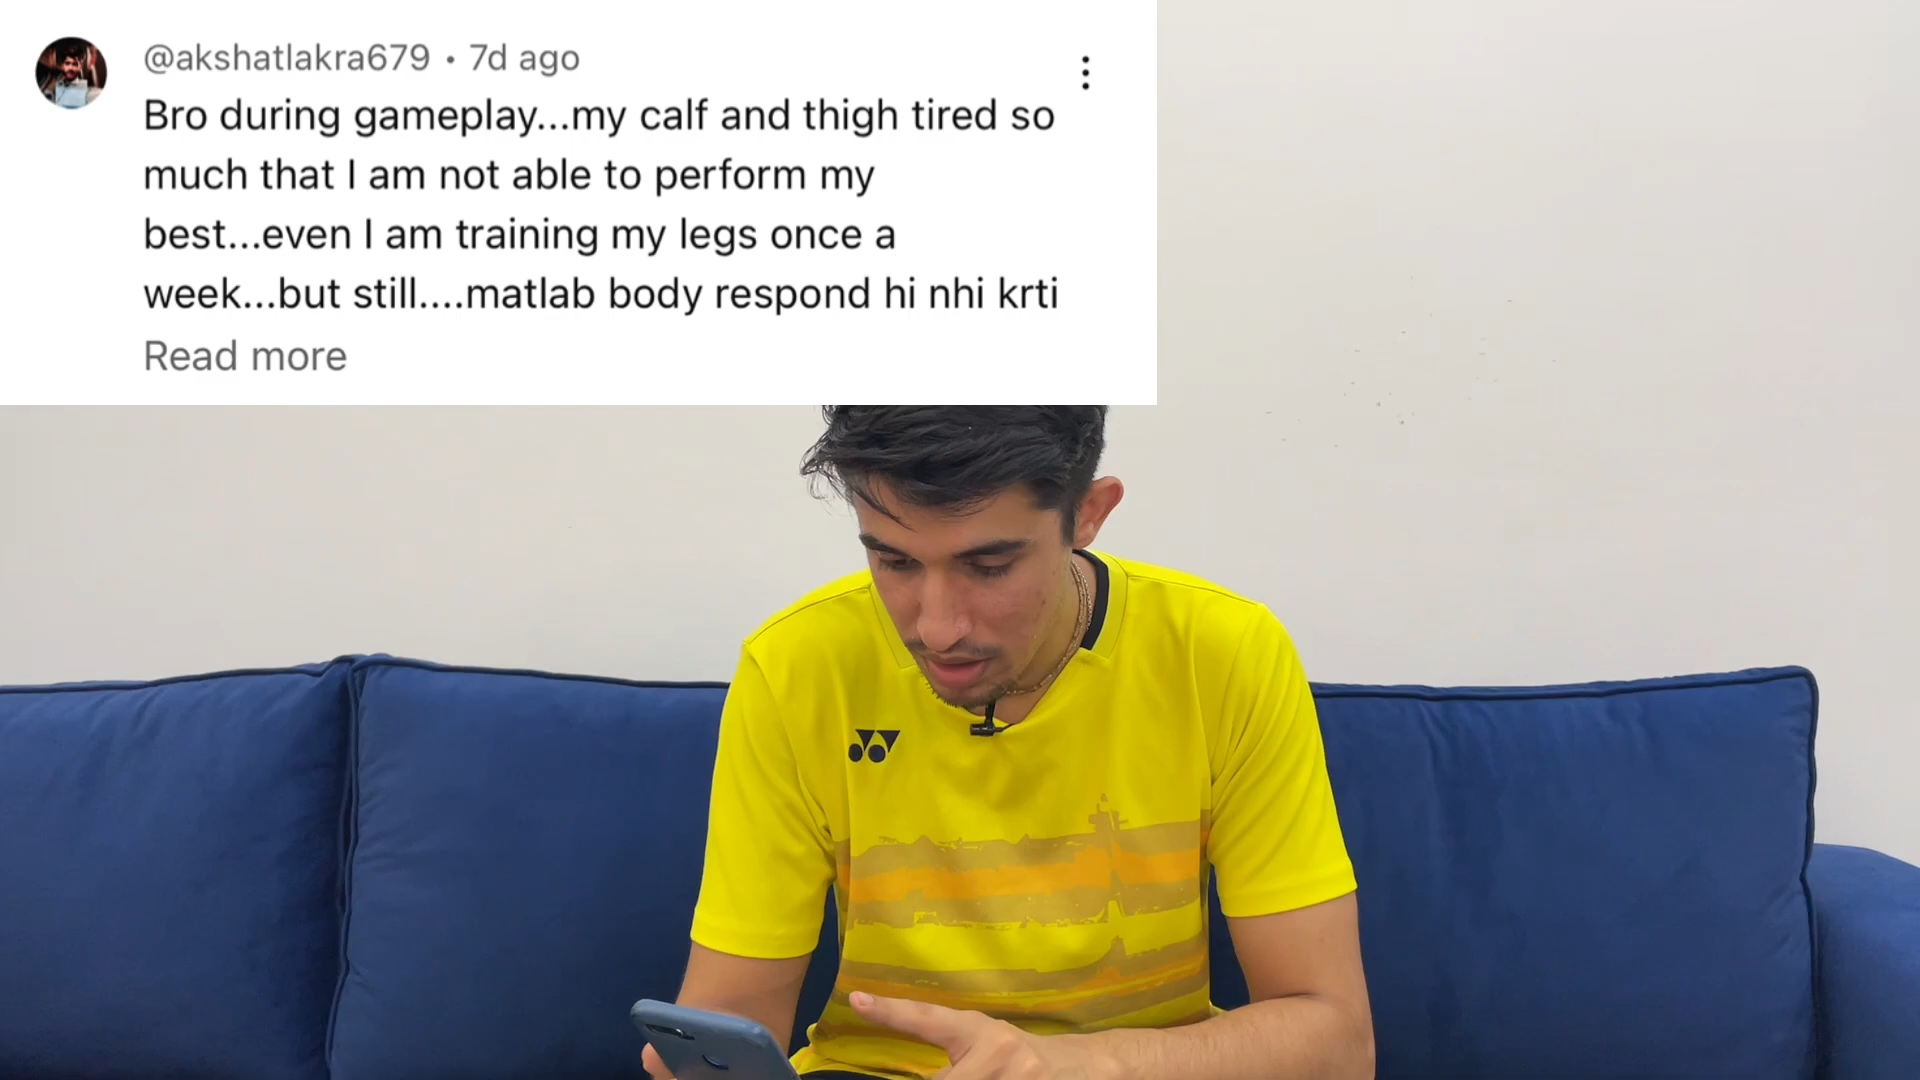 @akshatlakra679 • 7d ago
Bro during gameplay...my calf and thigh tired so
much that I am not able to perform my
best...even I am training my legs once a
week...but still....matlab body respond hi nhi krti
Read more